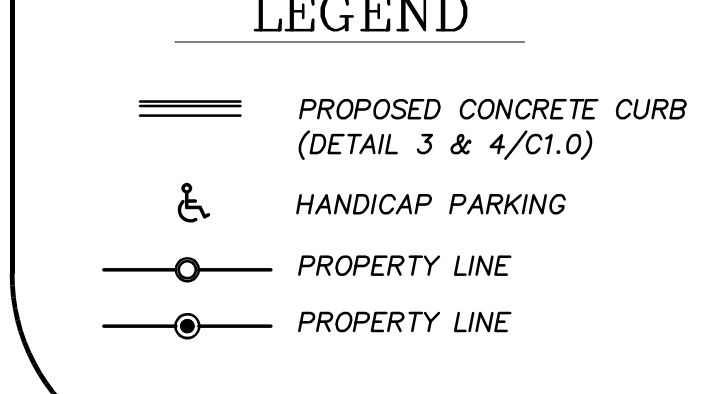 LEGEND
PROPOSED CONCRETE CURB
(DETAIL 3 & 4/C1.0)
HANDICAP PARKING
PROPERTY LINE
PROPERTY LINE